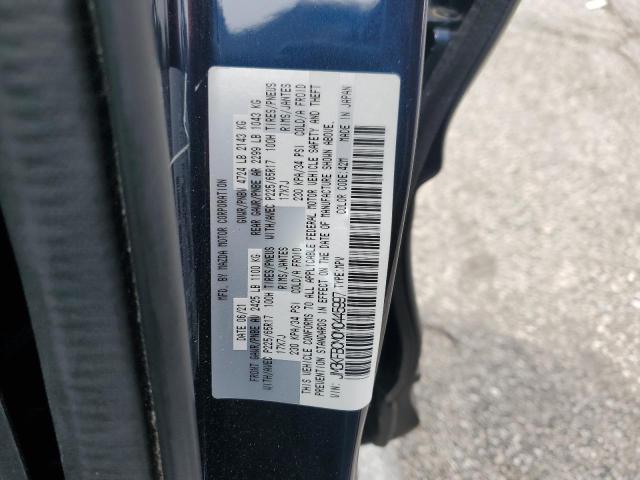 MFD. BY MAZDA MOTOR CORPORATION
DATE 06/21 GVWR/PNBV 4724 LB 2143 KG
FRONT GAWR/PNBE AV 2425 LB 1100 KG REAR GAWR/PNBE AR 2299 LB 1043 KG
WITH/AVEC P225/65R17 100H TIRES/PNEUS WITH/AVEC P225/65R17 100H TIRES/PNEUS
17X7J RIMS/JANTES 17X7J RIMS/JANTES
230 KPA/34 PSI COLD/A FROID 230 KPA/34 PSI COLD/A FROID
THIS VEHICLE CONFORMS TO ALL APPLICABLE FEDERAL MOTOR VEHICLE SAFETY AND THEFT
PREVENTION STANDARDS IN EFFECT ON THE DATE OF MANUFACTURE SHOWN ABOVE.
V/N: TYPE:MPV COLOR CODE:42M MADE IN JAPAN